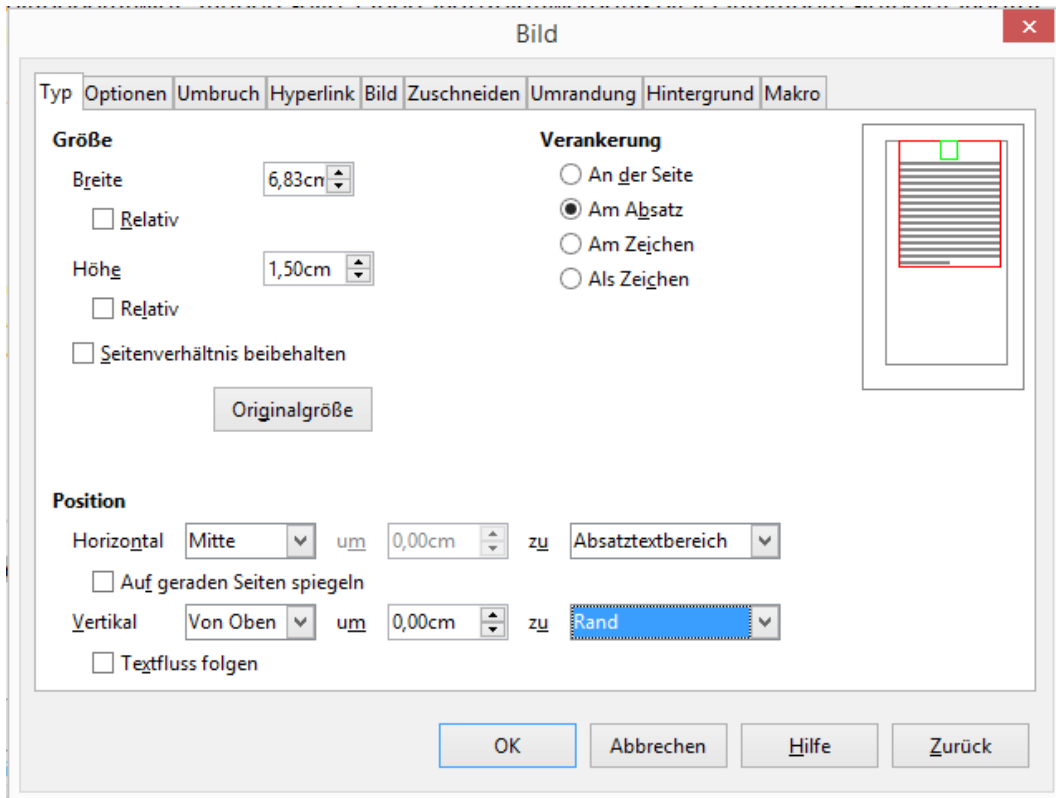 Bild
Typ Optionen Umbruch Hyperlink Bild Zuschneiden Umrandung Hintergrund Makro
Größe
Verankerung
Breite 6,83cm
An der Seite
Relativ
Am Absatz
Am Zeichen
Höhe 1,50cm
Als Zeichen
Relativ
Seitenverhältnis beibehalten
Originalgröße
Position
Horizontal Mitte um 0,00cm zu Absatztextbereich
Auf geraden Seiten spiegeln
Vertikal Von Oben um 0,00cm zu Rand
Textfluss folgen
OK Abbrechen Hilfe Zurück